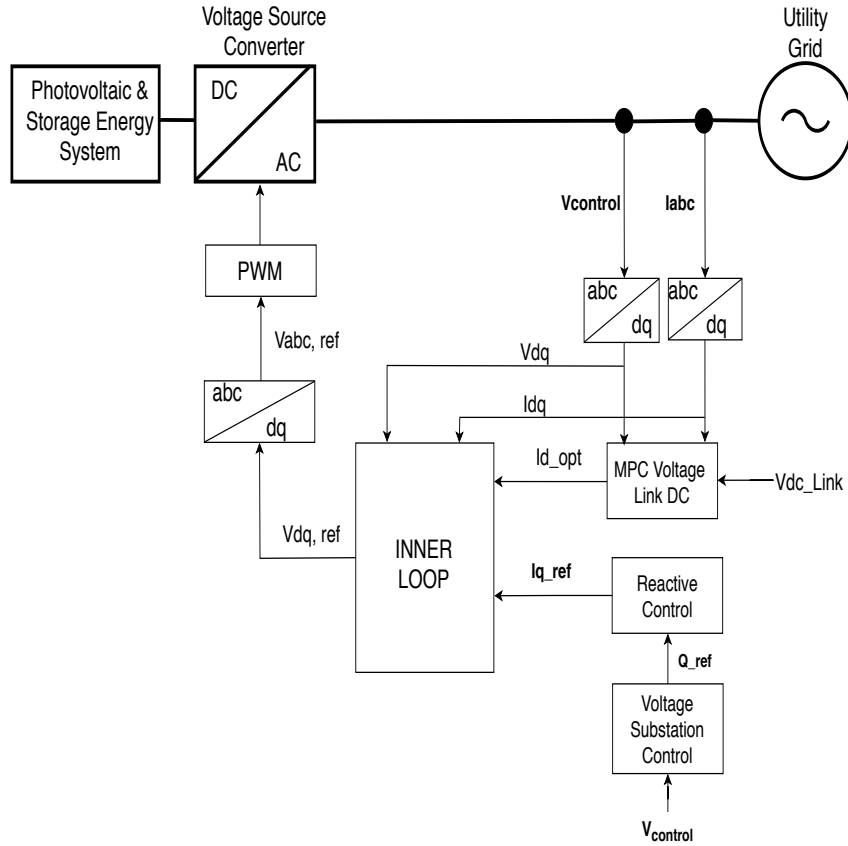 Voltage Source
Converter
Utility
Grid
Photovoltaic &
Storage Energy
System
DC
AC
Vcontrol
Iabc
PWM
abc
dq
abc
dq
Vabc, ref
Vdq
abc
dq
Idq
Id_opt
MPC Voltage
Link DC
Vdc_Link
Vdq, ref
INNER
LOOP
Iq_ref
Reactive
Control
Q_ref
Voltage
Substation
Control
Vcontrol